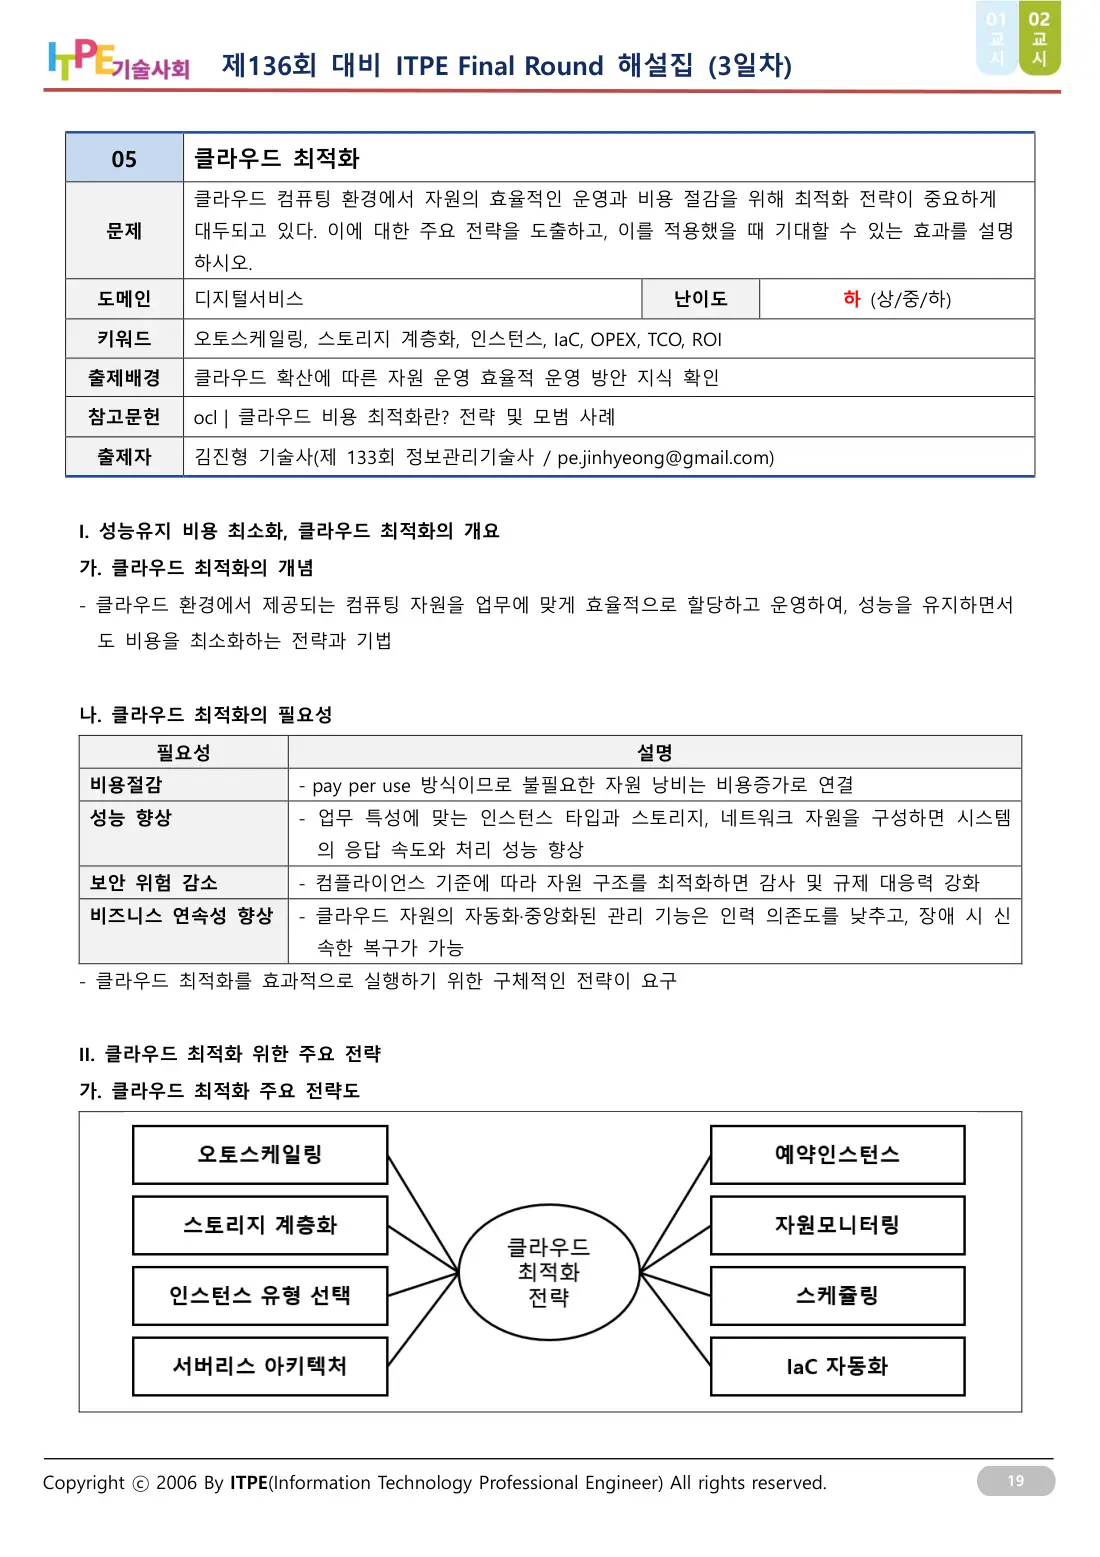 ITPE기술사회 제136회 대비 ITPE Final Round 해설집 (3일차)
01 교시
02 교시
05 클라우드 최적화
문제 클라우드 컴퓨팅 환경에서 자원의 효율적인 운영과 비용 절감을 위해 최적화 전략이 중요하게
대두되고 있다. 이에 대한 주요 전략을 도출하고, 이를 적용했을 때 기대할 수 있는 효과를 설명
하시오.
도메인 디지털서비스 난이도 하 (상/중/하)
키워드 오토스케일링, 스토리지 계층화, 인스턴스, IaC, OPEX, TCO, ROI
출제배경 클라우드 확산에 따른 자원 운영 효율적 운영 방안 지식 확인
참고문헌 ocl | 클라우드 비용 최적화란? 전략 및 모범 사례
출제자 김진형 기술사(제 133회 정보관리기술사 / pe.jinhyeong@gmail.com)
I. 성능유지 비용 최소화, 클라우드 최적화의 개요
가. 클라우드 최적화의 개념
- 클라우드 환경에서 제공되는 컴퓨팅 자원을 업무에 맞게 효율적으로 할당하고 운영하여, 성능을 유지하면서
도 비용을 최소화하는 전략과 기법
나. 클라우드 최적화의 필요성
필요성 설명
비용절감 - pay per use 방식이므로 불필요한 자원 낭비는 비용증가로 연결
성능 향상 - 업무 특성에 맞는 인스턴스 타입과 스토리지, 네트워크 자원을 구성하면 시스템
의 응답 속도와 처리 성능 향상
보안 위험 감소 - 컴플라이언스 기준에 따라 자원 구조를 최적화하면 감사 및 규제 대응력 강화
비즈니스 연속성 향상 - 클라우드 자원의 자동화·중앙화된 관리 기능은 인력 의존도를 낮추고, 장애 시 신
속한 복구가 가능
- 클라우드 최적화를 효과적으로 실행하기 위한 구체적인 전략이 요구
II. 클라우드 최적화 위한 주요 전략
가. 클라우드 최적화 주요 전략도
오토스케일링
스토리지 계층화
인스턴스 유형 선택
서버리스 아키텍처
클라우드
최적화
전략
예약인스턴스
자원모니터링
스케쥴링
IaC 자동화
Copyright ⓒ 2006 By ITPE(Information Technology Professional Engineer) All rights reserved. 19